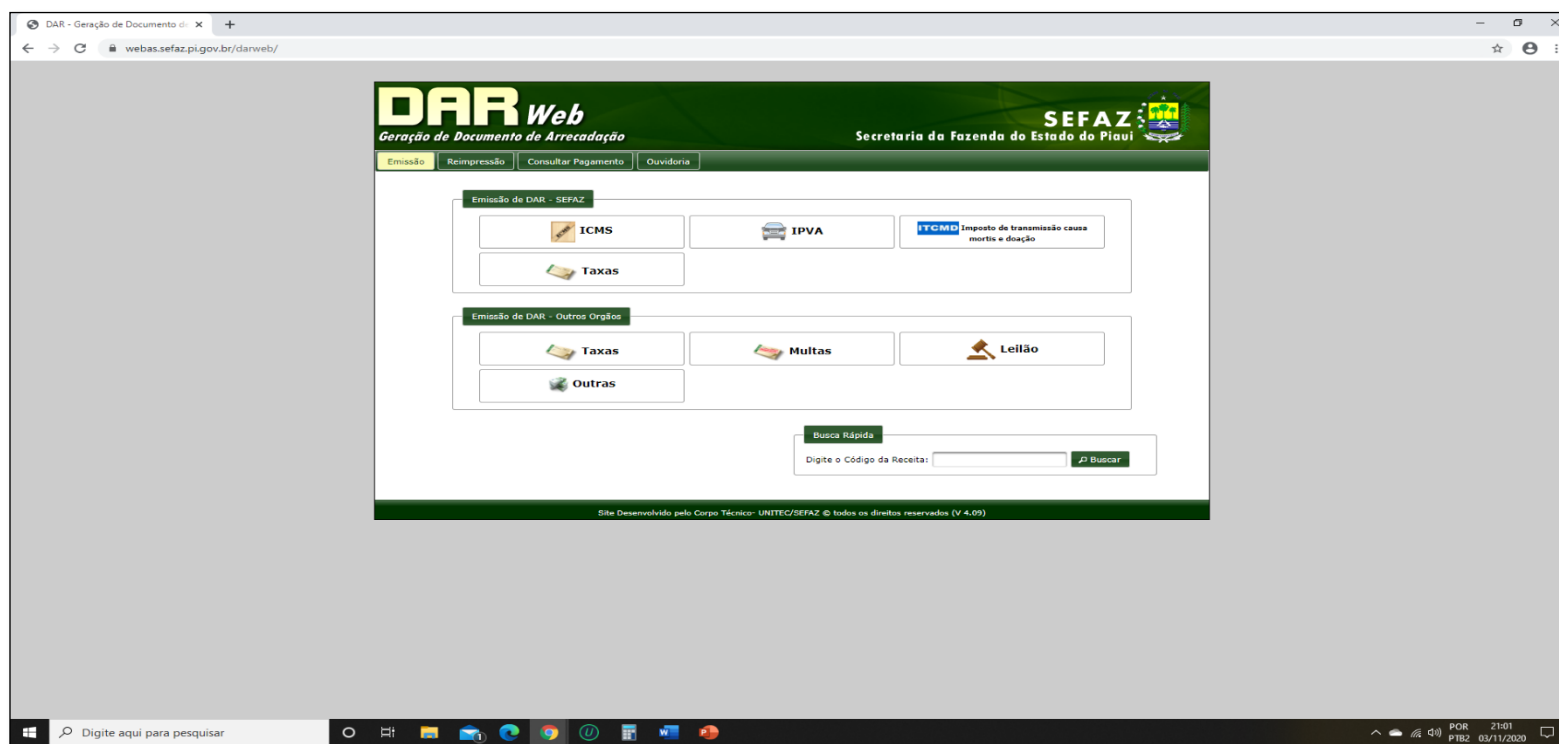 DAR - Geração de Documento d
webas.sefaz.pi.gov.br/darweb/
DAR Web
Geração de Documento de Arrecadação
SEFAZ
Secretaria da Fazenda do Estado do Piauí
Emissão Reimpressão Consultar Pagamento Ouvidoria
Emissão de DAR - SEFAZ
ICMS
IPVA
ITCMD Imposto de transmissão causa
mortis e doação
Taxas
Emissão de DAR - Outros Orgãos
Taxas
Multas
Leilão
Outras
Busca Rápida
Digite o Código da Receita:
Buscar
Site Desenvolvido pelo Corpo Técnico- UNITEC/SEFAZ © todos os direitos reservados (V 4.09)
Digite aqui para pesquisar
POR 21:01
PTB2 03/11/2020